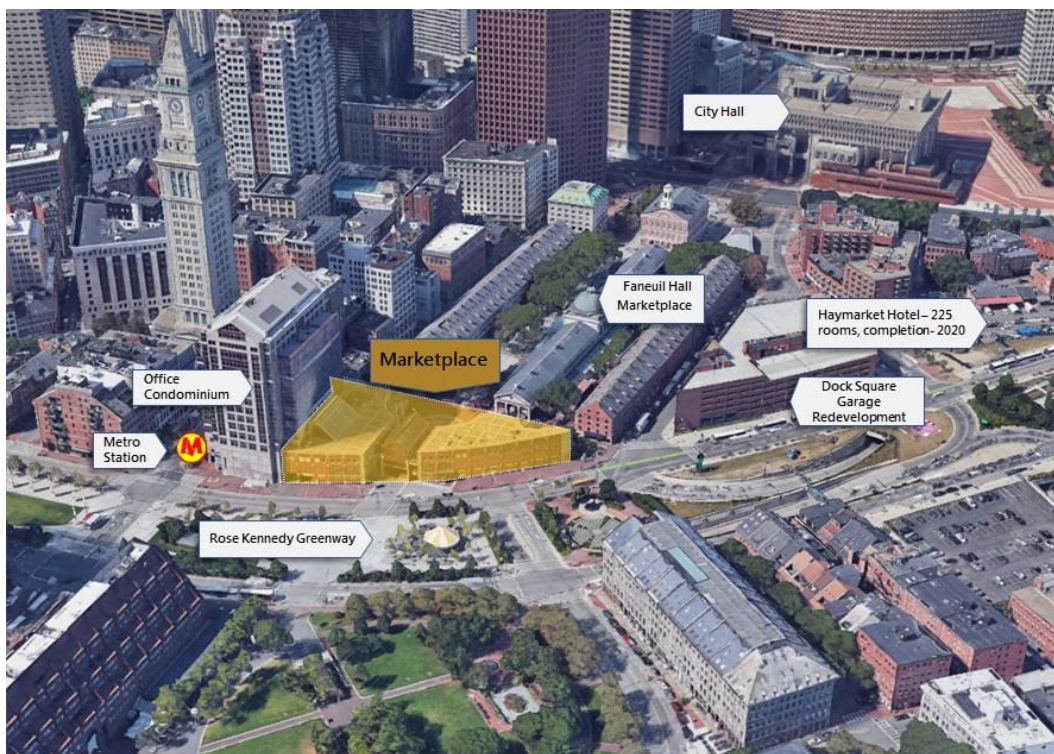 City Hall
Faneuil Hall
Marketplace
Haymarket Hotel– 225
rooms, completion- 2020
Marketplace
Office
Condominium
Dock Square
Garage
Redevelopment
Metro
Station
M
Rose Kennedy Greenway